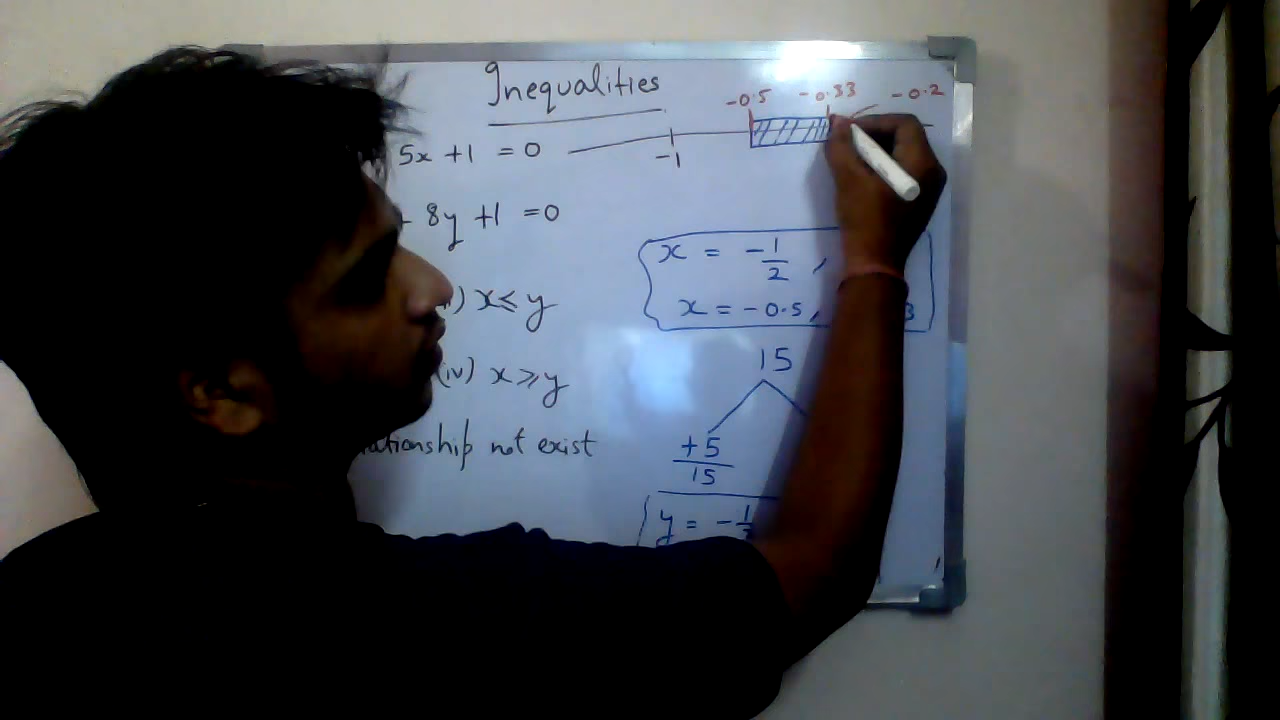 Inequalities
-0.5 -0.33 -0.2
5x +1 = 0
-1
- 8y +1 =0
x = -1/2 ,
) x ≤ y
x = -0.5, 3
15
(iv) x ≥ y
not exist
+5
15
y = -1